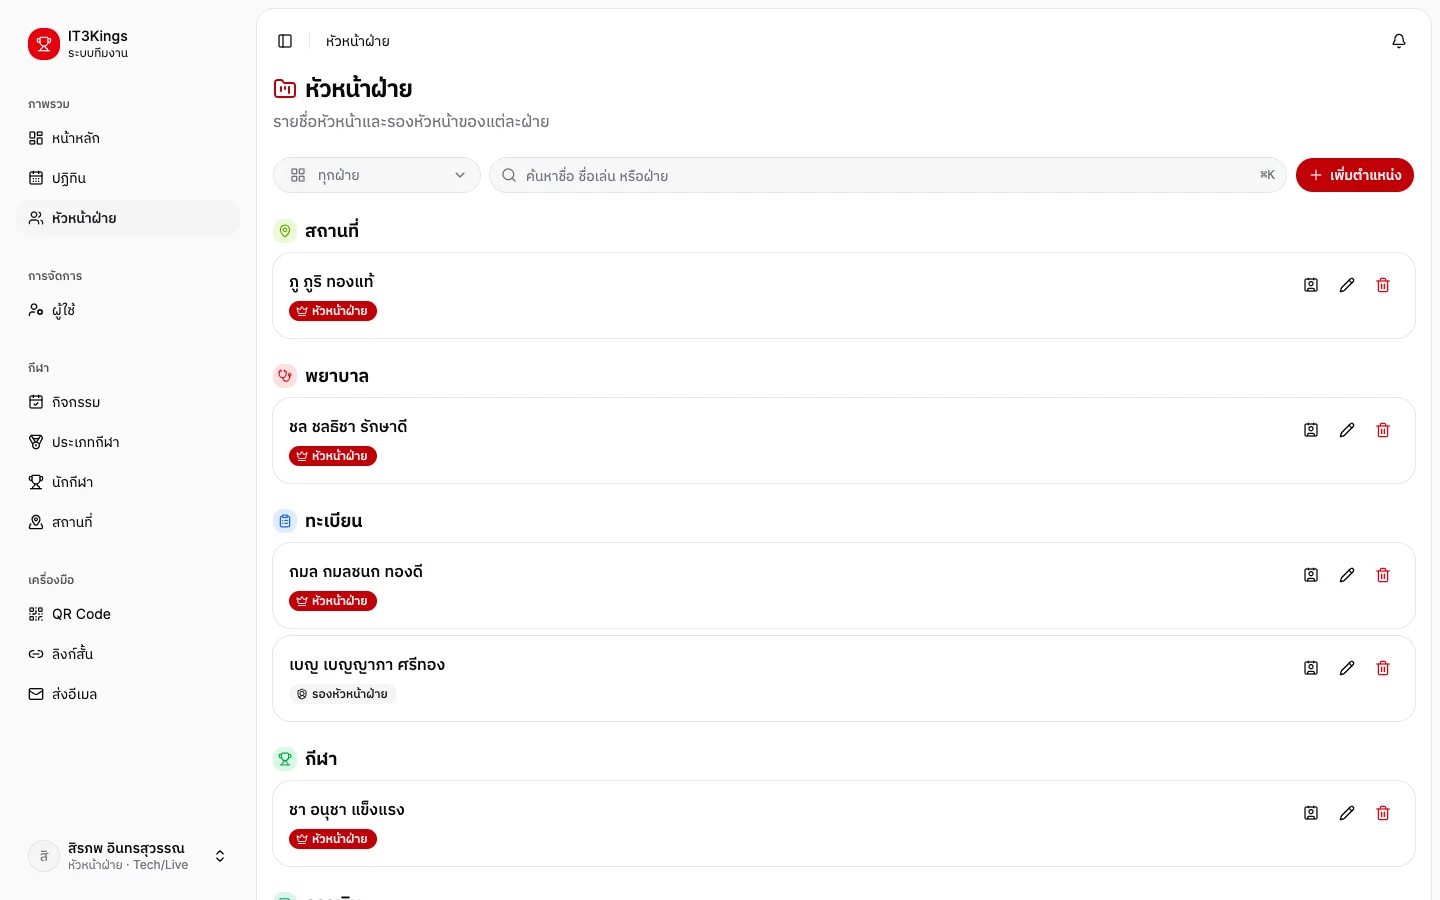 IT3Kings
ระบบทีมงาน
ภาพรวม
หน้าหลัก
ปฏิทิน
หัวหน้าฝ่าย
การจัดการ
ผู้ใช้
กีฬา
กิจกรรม
ประเภทกีฬา
นักกีฬา
สถานที่
เครื่องมือ
QR Code
ลิงก์สั้น
ส่งอีเมล
สิ
สิรภพ อินทรสุวรรณ
หัวหน้าฝ่าย · Tech/Live
หัวหน้าฝ่าย
หัวหน้าฝ่าย
รายชื่อหัวหน้าและรองหัวหน้าของแต่ละฝ่าย
ทุกฝ่าย
ค้นหาชื่อ ชื่อเล่น หรือฝ่าย
⌘K
เพิ่มตำแหน่ง
สถานที่
ภู ภูริ ทองแท้
หัวหน้าฝ่าย
พยาบาล
ชล ชลธิชา รักษาดี
หัวหน้าฝ่าย
ทะเบียน
กมล กมลชนก ทองดี
หัวหน้าฝ่าย
เบญ เบญญาภา ศรีทอง
รองหัวหน้าฝ่าย
กีฬา
ชา อนุชา แข็งแรง
หัวหน้าฝ่าย